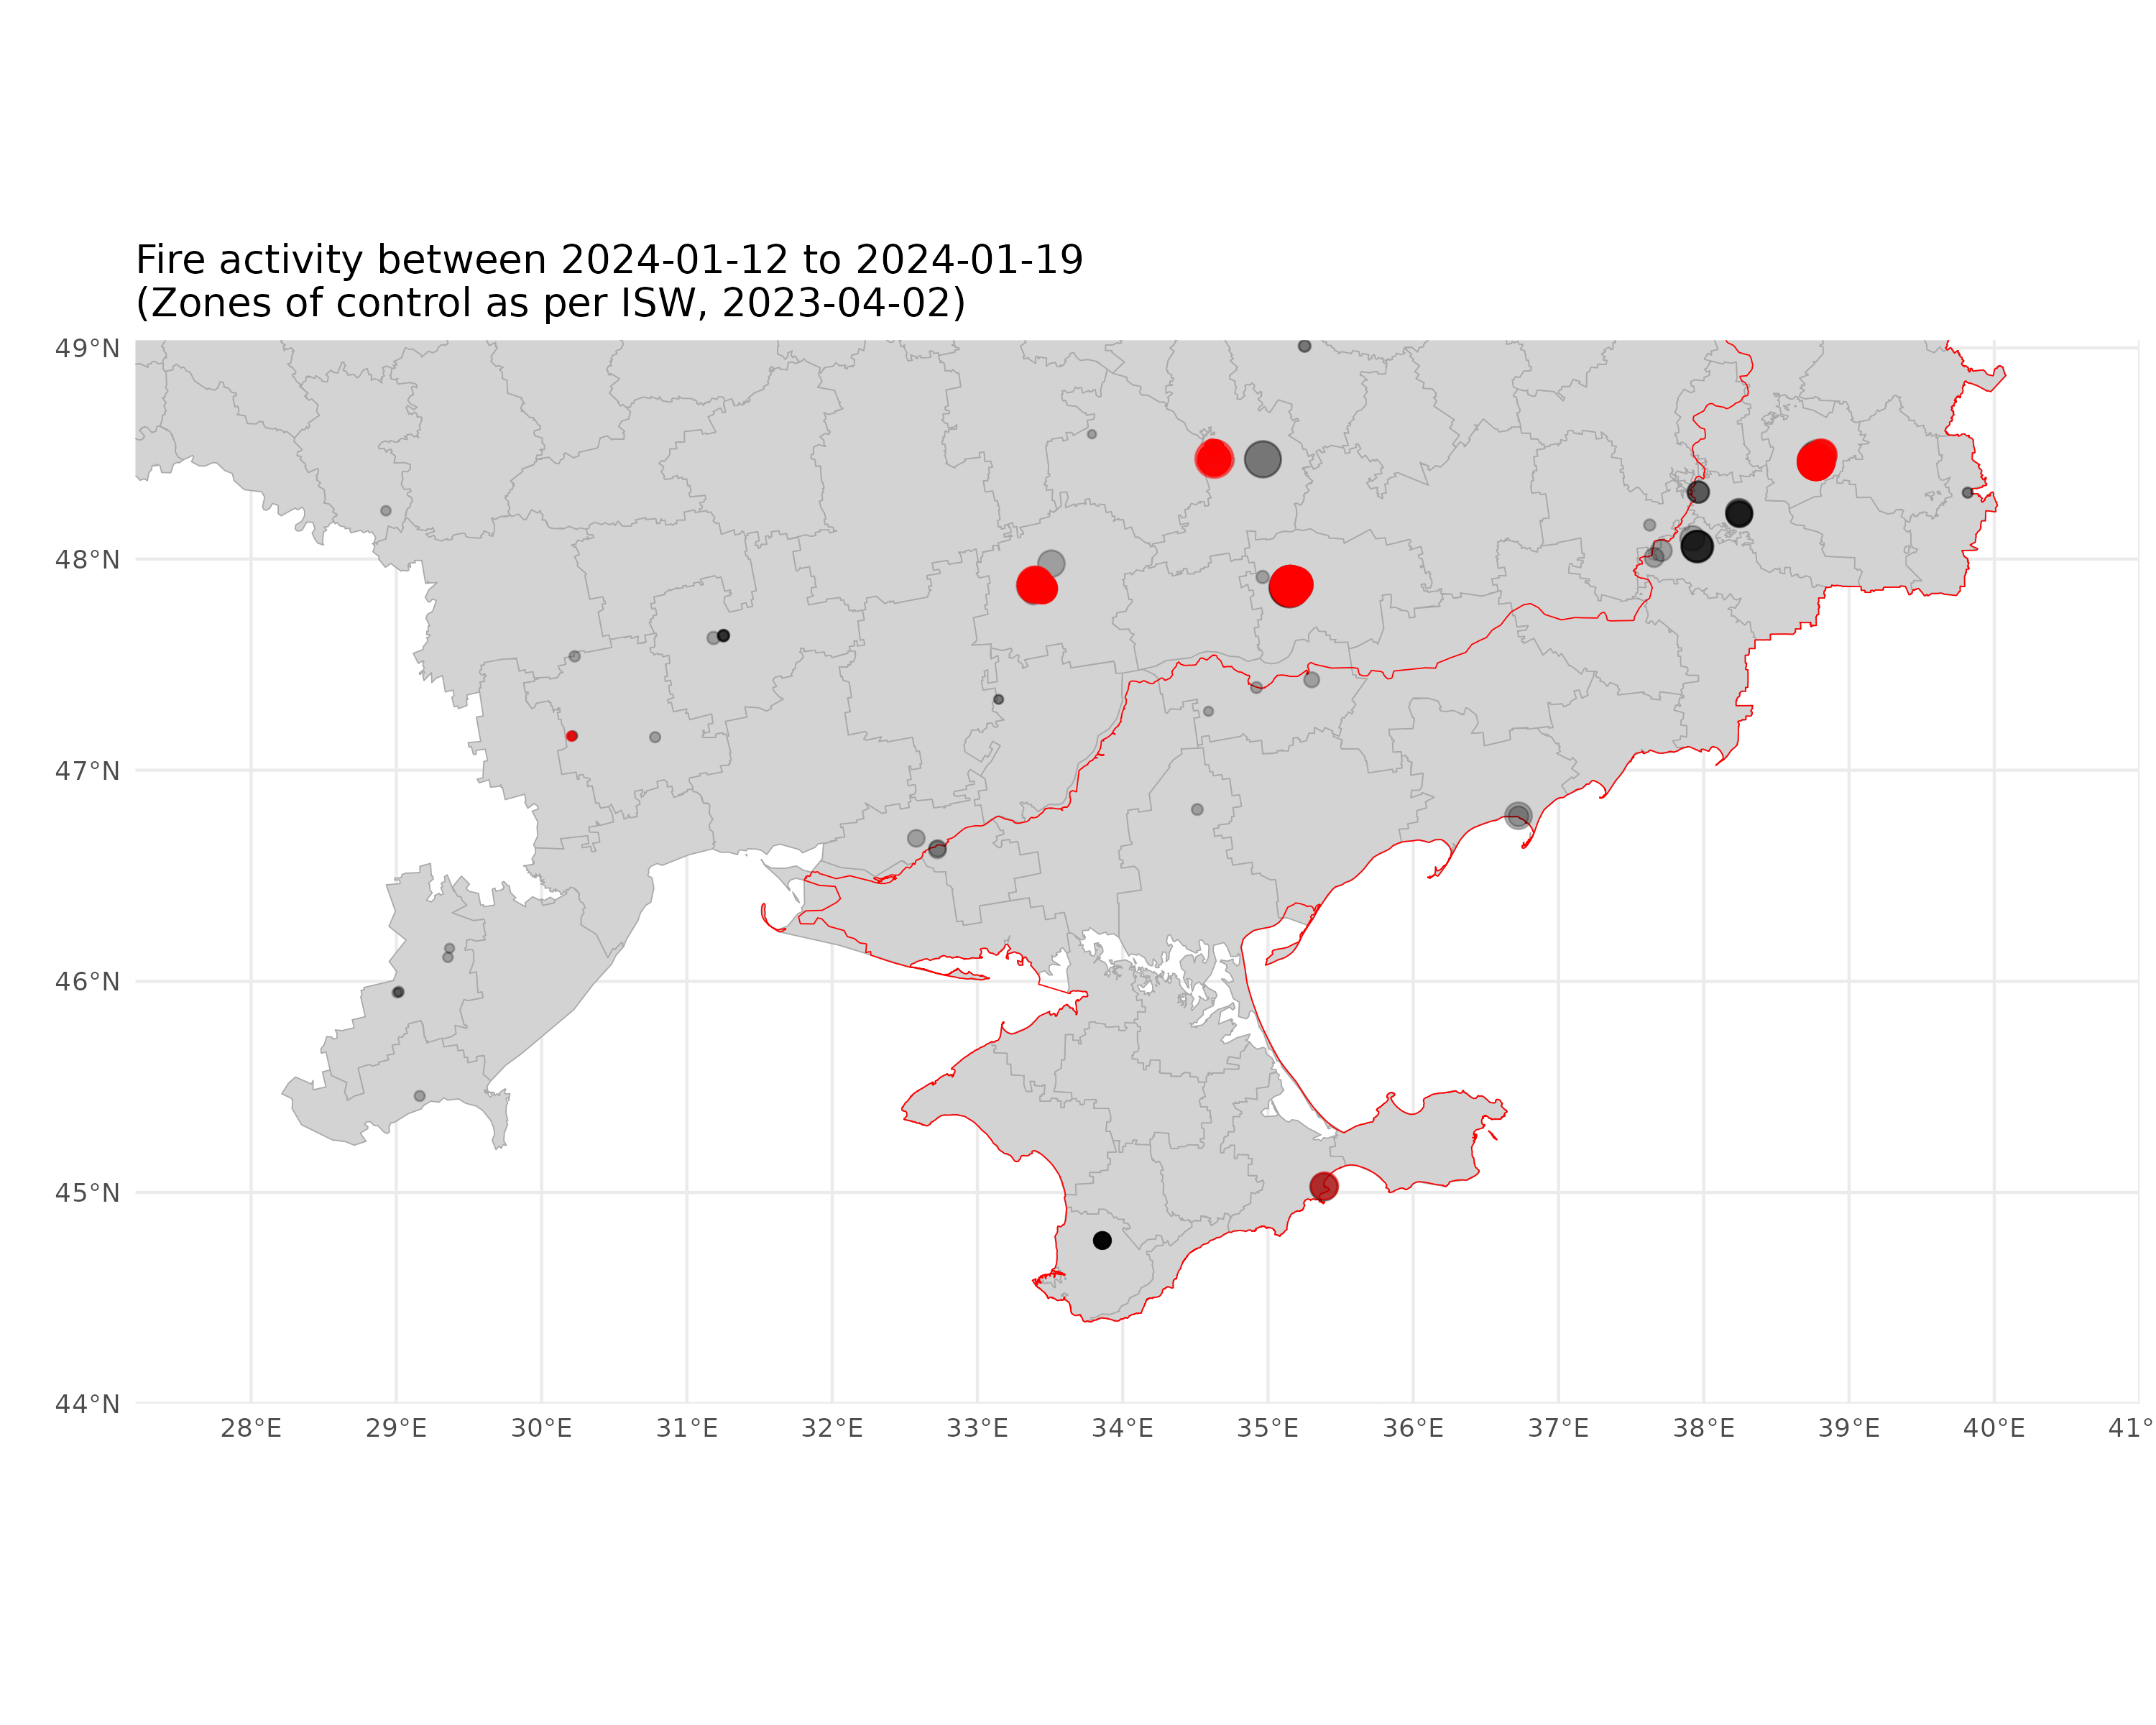 Fire activity between 2024-01-12 to 2024-01-19
(Zones of control as per ISW, 2023-04-02)
49°N
48°N
47°N
46°N
45°N
44°N
28°E 29°E 30°E 31°E 32°E 33°E 34°E 35°E 36°E 37°E 38°E 39°E 40°E 41°